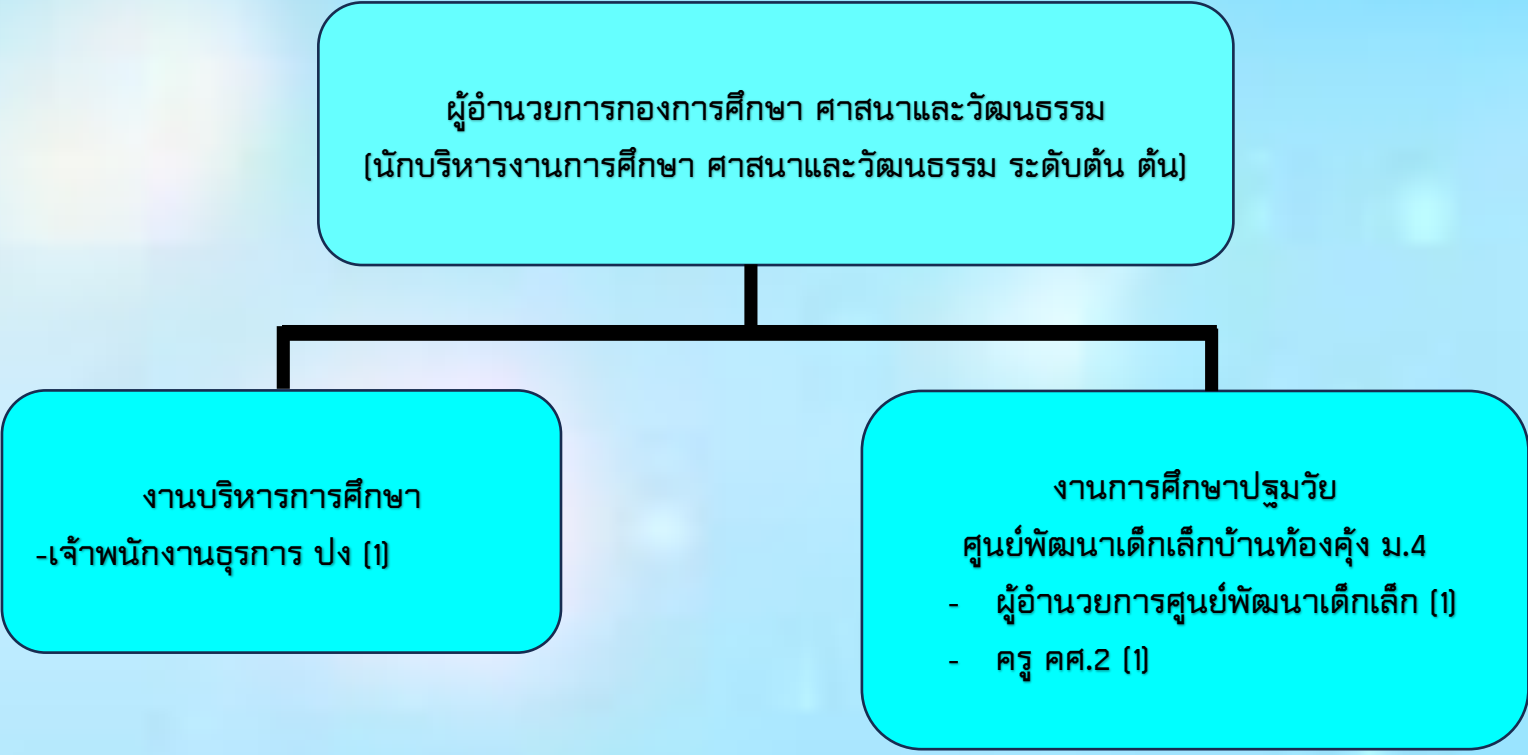 ผู้อำนวยการกองการศึกษา ศาสนาและวัฒนธรรม
(นักบริหารงานการศึกษา ศาสนาและวัฒนธรรม ระดับต้น ต้น)
งานบริหารการศึกษา
-เจ้าพนักงานธุรการ ปง (1)
งานการศึกษาปฐมวัย
ศูนย์พัฒนาเด็กเล็กบ้านท้องคุ้ง ม.4
- ผู้อำนวยการศูนย์พัฒนาเด็กเล็ก (1)
- ครู คศ.2 (1)